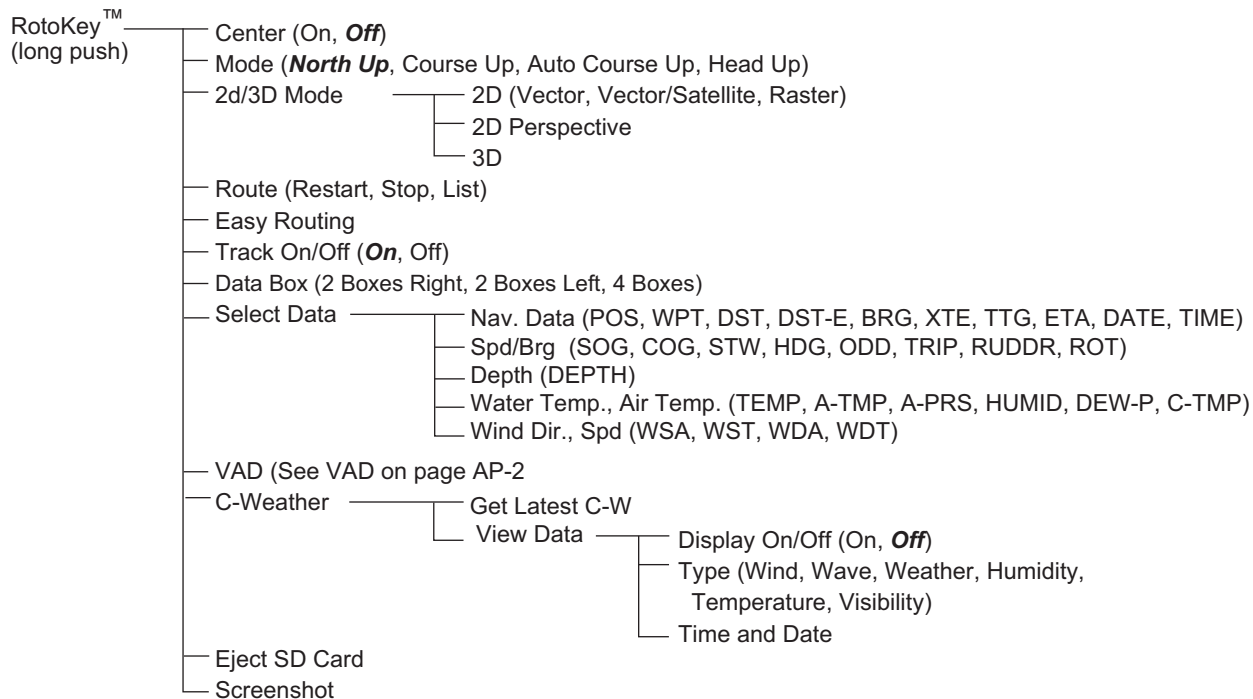 RotoKey™
(long push)
Center (On, Off)
Mode (North Up, Course Up, Auto Course Up, Head Up)
2d/3D Mode
2D (Vector, Vector/Satellite, Raster)
2D Perspective
3D
Route (Restart, Stop, List)
Easy Routing
Track On/Off (On, Off)
Data Box (2 Boxes Right, 2 Boxes Left, 4 Boxes)
Select Data
Nav. Data (POS, WPT, DST, DST-E, BRG, XTE, TTG, ETA, DATE, TIME)
Spd/Brg (SOG, COG, STW, HDG, ODD, TRIP, RUDDR, ROT)
Depth (DEPTH)
Water Temp., Air Temp. (TEMP, A-TMP, A-PRS, HUMID, DEW-P, C-TMP)
Wind Dir., Spd (WSA, WST, WDA, WDT)
VAD (See VAD on page AP-2
C-Weather
Get Latest C-W
View Data
Display On/Off (On, Off)
Type (Wind, Wave, Weather, Humidity,
Temperature, Visibility)
Time and Date
Eject SD Card
Screenshot